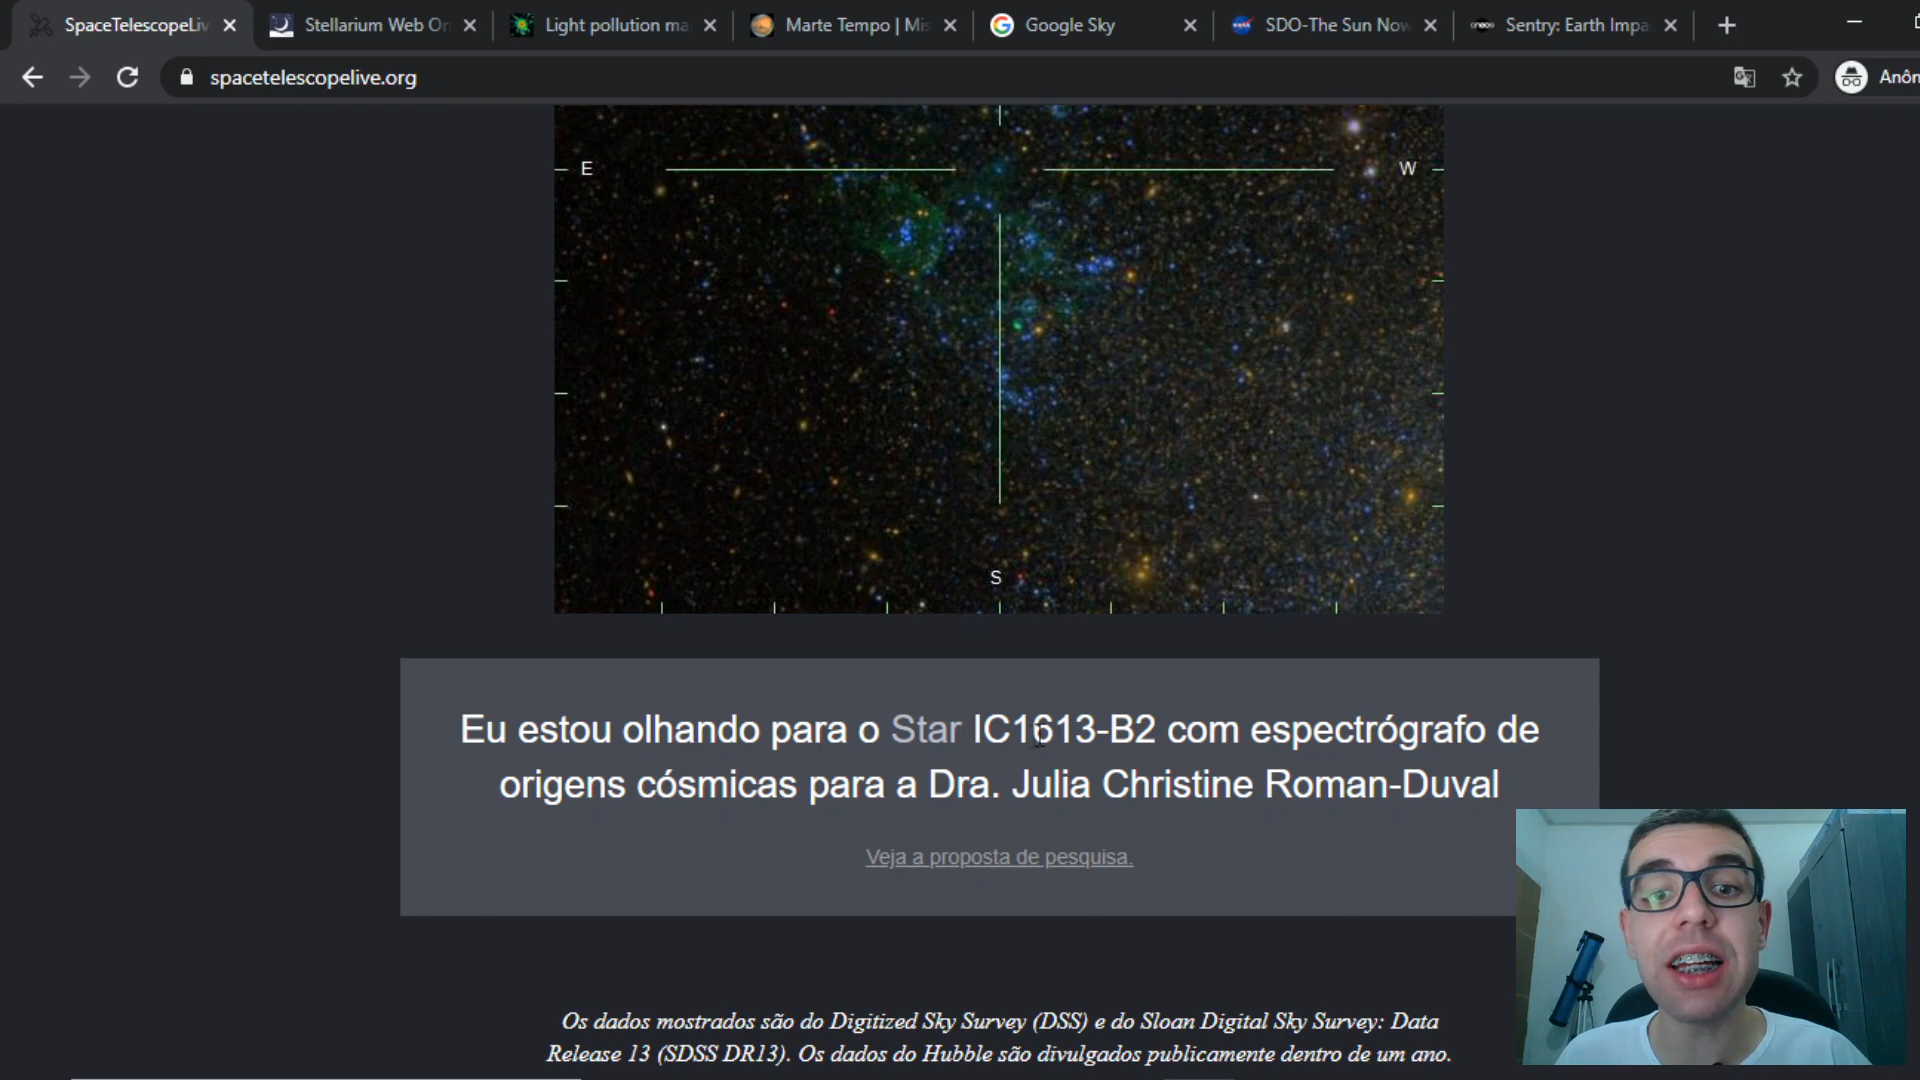 SpaceTelescopeLiv
Stellarium Web On
Light pollution ma
Marte Tempo | Mis
Google Sky
SDO-The Sun Now
Sentry: Earth Impa
spacetelescopelive.org
Anôn
E
W
S
Eu estou olhando para o Star IC1613-B2 com espectrógrafo de
origens cósmicas para a Dra. Julia Christine Roman-Duval
Veja a proposta de pesquisa.
Os dados mostrados são do Digitized Sky Survey (DSS) e do Sloan Digital Sky Survey: Data
Release 13 (SDSS DR13). Os dados do Hubble são divulgados publicamente dentro de um ano.